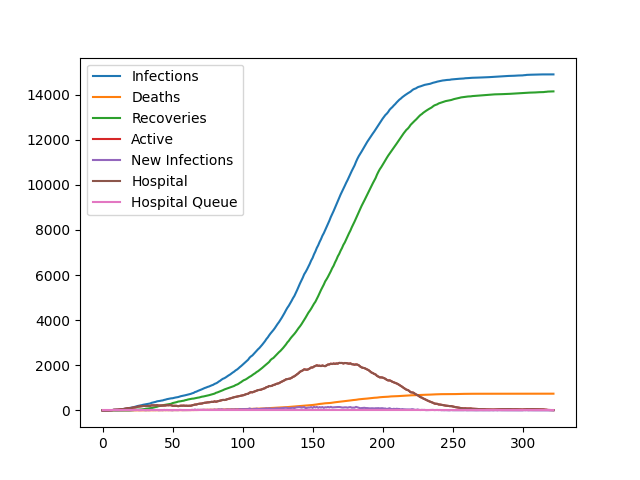 Infections
Deaths
Recoveries
Active
New Infections
Hospital
Hospital Queue
14000
12000
10000
8000
6000
4000
2000
0
0 50 100 150 200 250 300